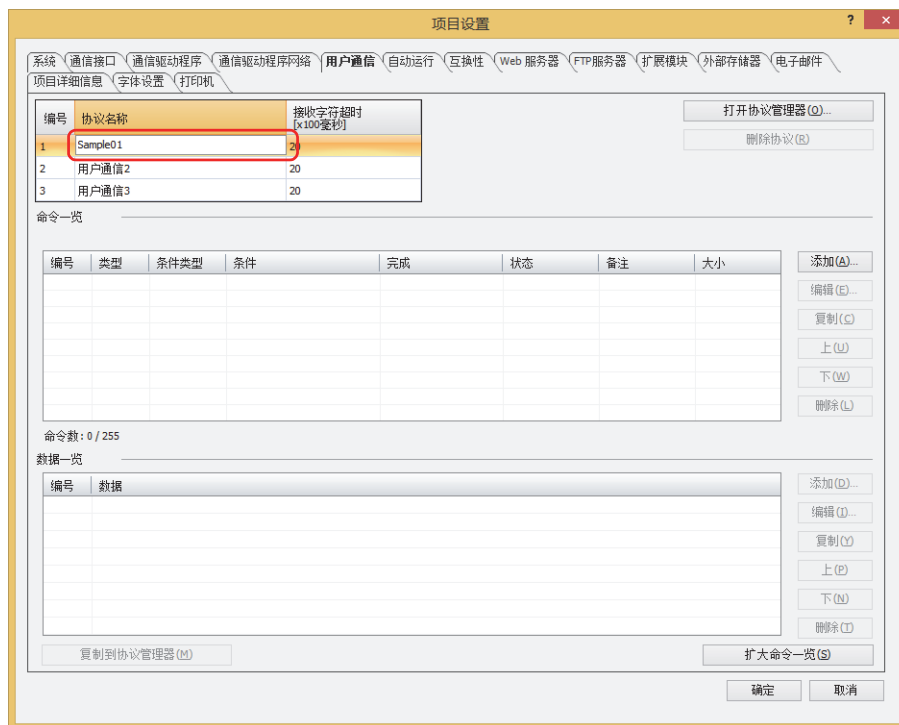 项目设置
? ×
系统 通信接口 通信驱动程序 通信驱动程序网络 用户通信 自动运行 互换性 Web 服务器 FTP服务器 扩展模块 外部存储器 电子邮件
项目详细信息 字体设置 打印机
编号 协议名称 接收字符超时
[x100毫秒]
1 Sample01 20
2 用户通信2 20
3 用户通信3 20
打开协议管理器(O)...
删除协议(R)
命令一览
编号 类型 条件类型 条件 完成 状态 备注 大小
添加(A)...
编辑(E)...
复制(C)
上(U)
下(W)
删除(L)
命令数: 0 / 255
数据一览
编号 数据
添加(D)...
编辑(I)...
复制(Y)
上(P)
下(N)
删除(T)
复制到协议管理器(M) 扩大命令一览(S)
确定 取消